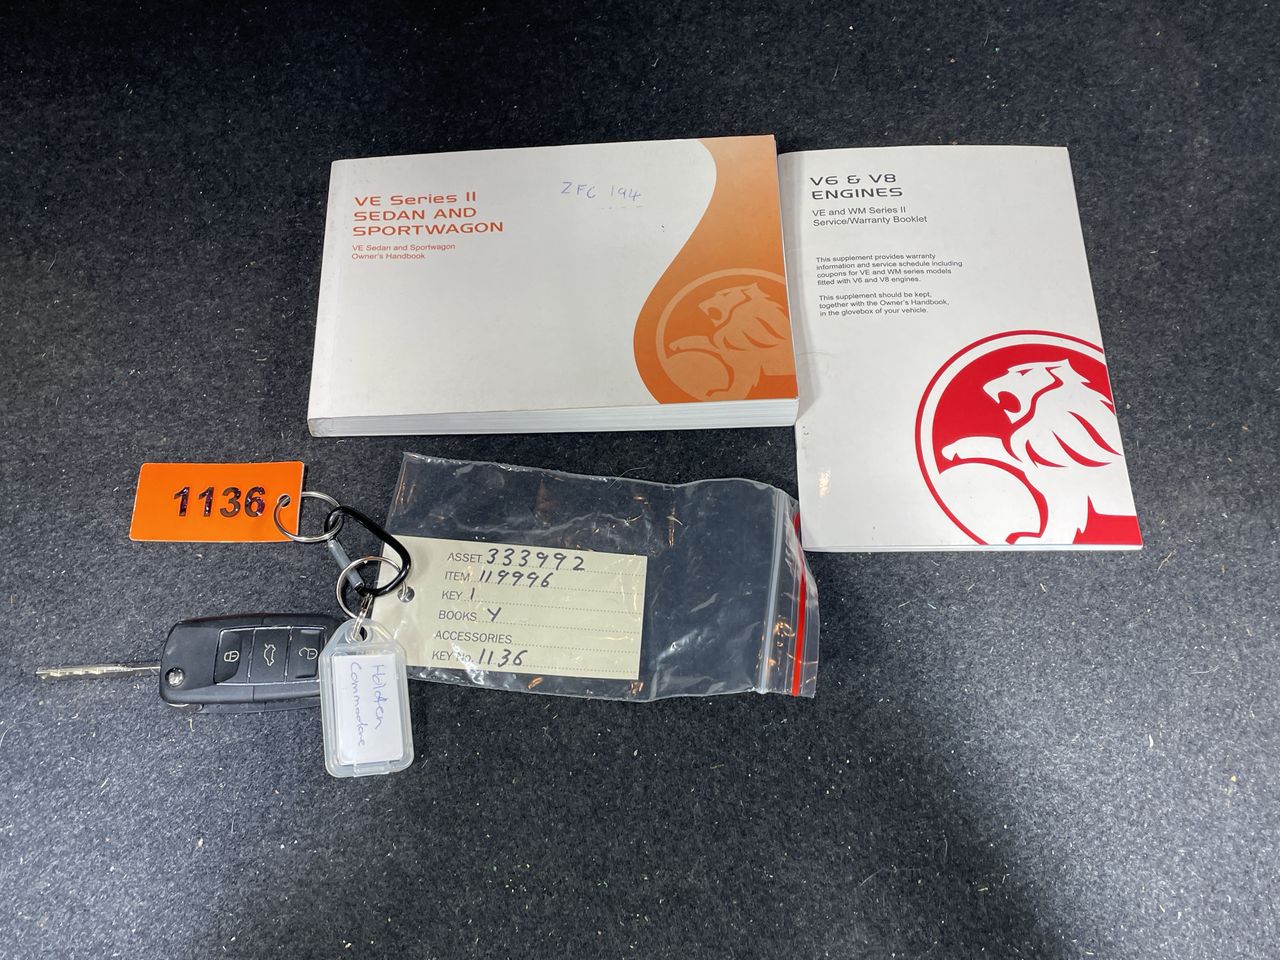 VE Series II
SEDAN AND
SPORTWAGON
VE Sedan and Sportwagon
Owner's Handbook
ZFC 194
V6 & V8
ENGINES
VE and WM Series II
Service/Warranty Booklet
This supplement provides warranty
information and service schedule including
coupons for VE and WM series models
fitted with V6 and V8 engines.
This supplement should be kept,
together with the Owner's Handbook,
in the glovebox of your vehicle.
1136
ASSET 333992
ITEM 119996
KEY 1
BOOKS Y
ACCESSORIES
KEY No. 1136
Holden
Commodore